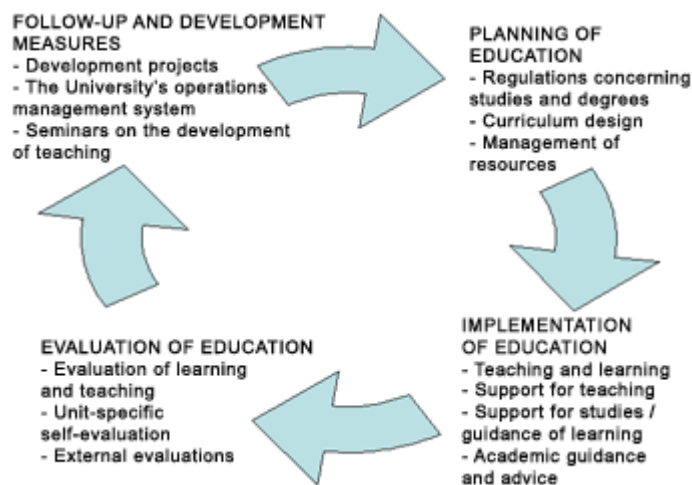 FOLLOW-UP AND DEVELOPMENT
MEASURES
- Development projects
- The University's operations
management system
- Seminars on the development
of teaching
PLANNING OF
EDUCATION
- Regulations concerning
studies and degrees
- Curriculum design
- Management of
resources
IMPLEMENTATION
OF EDUCATION
- Teaching and learning
- Support for teaching
- Support for studies /
guidance of learning
- Academic guidance
and advice
EVALUATION OF EDUCATION
- Evaluation of learning
and teaching
- Unit-specific
self-evaluation
- External evaluations